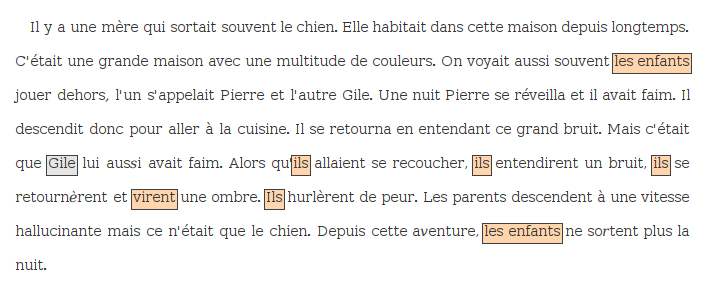 Il y a une mère qui sortait souvent le chien. Elle habitait dans cette maison depuis longtemps.
C'était une grande maison avec une multitude de couleurs. On voyait aussi souvent les enfants
jouer dehors, l'un s'appelait Pierre et l'autre Gile. Une nuit Pierre se réveilla et il avait faim. Il
descendit donc pour aller à la cuisine. Il se retourna en entendant ce grand bruit. Mais c'était
que Gile lui aussi avait faim. Alors qu'ils allaient se recoucher, ils entendirent un bruit, ils se
retournèrent et virent une ombre. Ils hurlèrent de peur. Les parents descendent à une vitesse
hallucinante mais ce n'était que le chien. Depuis cette aventure, les enfants ne sortent plus la
nuit.